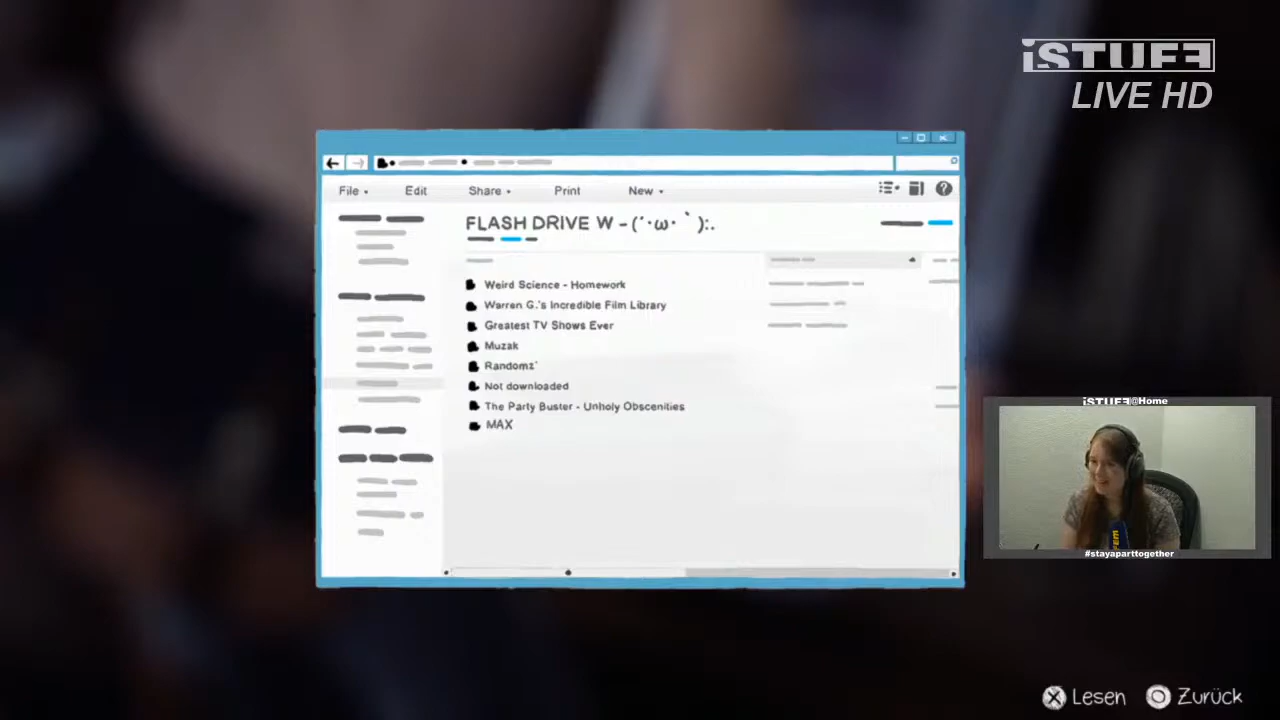 iSTUFF
LIVE HD
File Edit Share Print New
FLASH DRIVE W -(´·ω·`):.
Weird Science - Homework
Warren G.'s Incredible Film Library
Greatest TV Shows Ever
Muzak
Randomz'
Not downloaded
The Party Buster - Unholy Obscenities
MAX
iSTUFF@Home
#stayaparttogether
Lesen Zurück